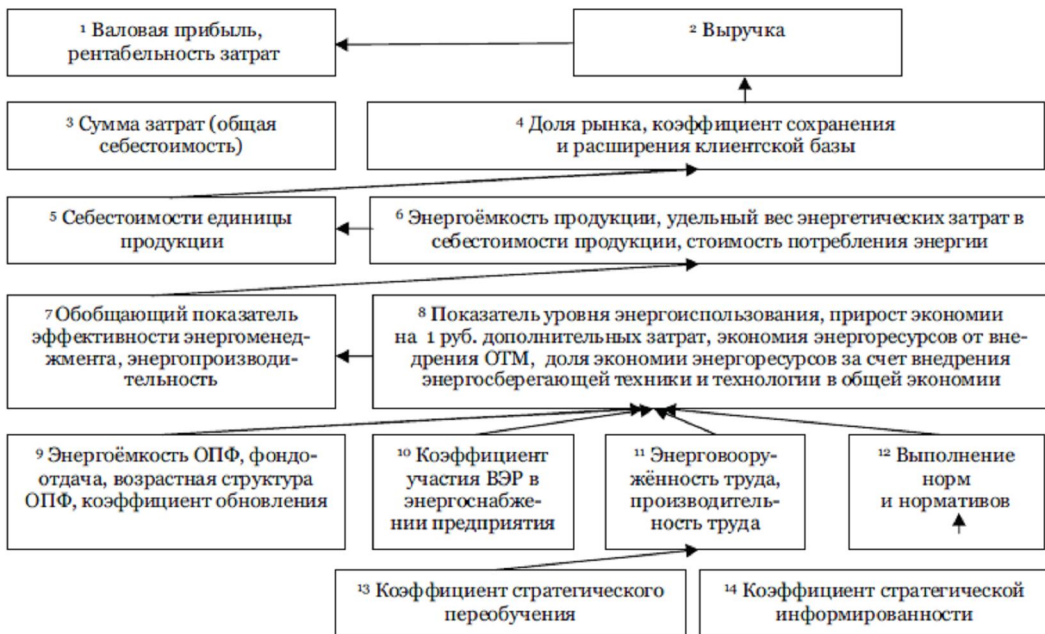 ¹ Валовая прибыль,
рентабельность затрат
² Выручка
³ Сумма затрат (общая
себестоимость)
⁴ Доля рынка, коэффициент сохранения
и расширения клиентской базы
⁵ Себестоимости единицы
продукции
⁶ Энергоёмкость продукции, удельный вес энергетических затрат в
себестоимости продукции, стоимость потребления энергии
⁷ Обобщающий показатель
эффективности энергоменед-
жмента, энергопроизводи-
тельность
⁸ Показатель уровня энергоиспользования, прирост экономии
на 1 руб. дополнительных затрат, экономия энергоресурсов от вне-
дрения ОТМ, доля экономии энергоресурсов за счет внедрения
энергосберегающей техники и технологии в общей экономии
⁹ Энергоёмкость ОПФ, фондо-
отдача, возрастная структура
ОПФ, коэффициент обновления
¹⁰ Коэффициент
участия ВЭР в
энергоснабже-
нии предприятия
¹¹ Энерговоору-
жённость труда,
производитель-
ность труда
¹² Выполнение
норм
и нормативов
¹³ Коэффициент стратегического
переобучения
¹⁴ Коэффициент стратегической
информированности